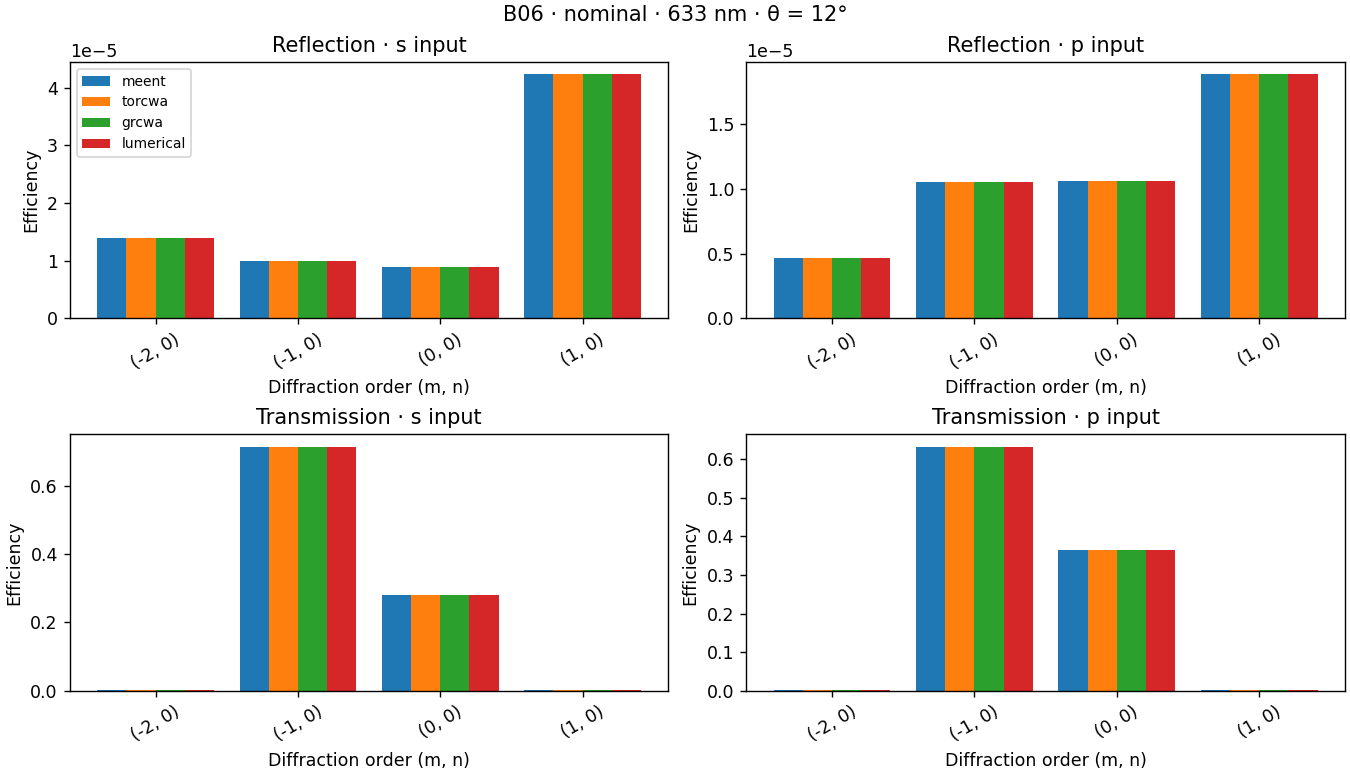 B06 · nominal · 633 nm · θ = 12°
Reflection · s input
1e−5
Efficiency
4
3
2
1
0
meent
torcwa
grcwa
lumerical
(-2, 0)
(-1, 0)
(0, 0)
(1, 0)
Diffraction order (m, n)
Reflection · p input
1e−5
Efficiency
1.5
1.0
0.5
0.0
(-2, 0)
(-1, 0)
(0, 0)
(1, 0)
Diffraction order (m, n)
Transmission · s input
Efficiency
0.6
0.4
0.2
0.0
(-2, 0)
(-1, 0)
(0, 0)
(1, 0)
Diffraction order (m, n)
Transmission · p input
Efficiency
0.6
0.5
0.4
0.3
0.2
0.1
0.0
(-2, 0)
(-1, 0)
(0, 0)
(1, 0)
Diffraction order (m, n)